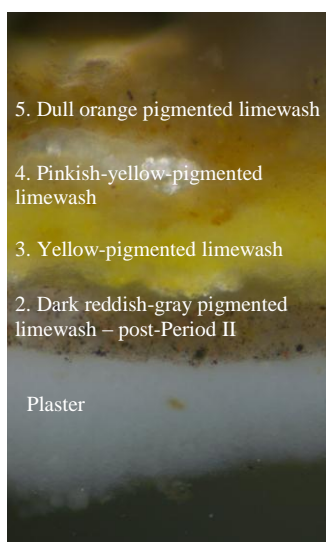 5. Dull orange pigmented limewash
4. Pinkish-yellow-pigmented
limewash
3. Yellow-pigmented limewash
2. Dark reddish-gray pigmented
limewash – post-Period II
Plaster